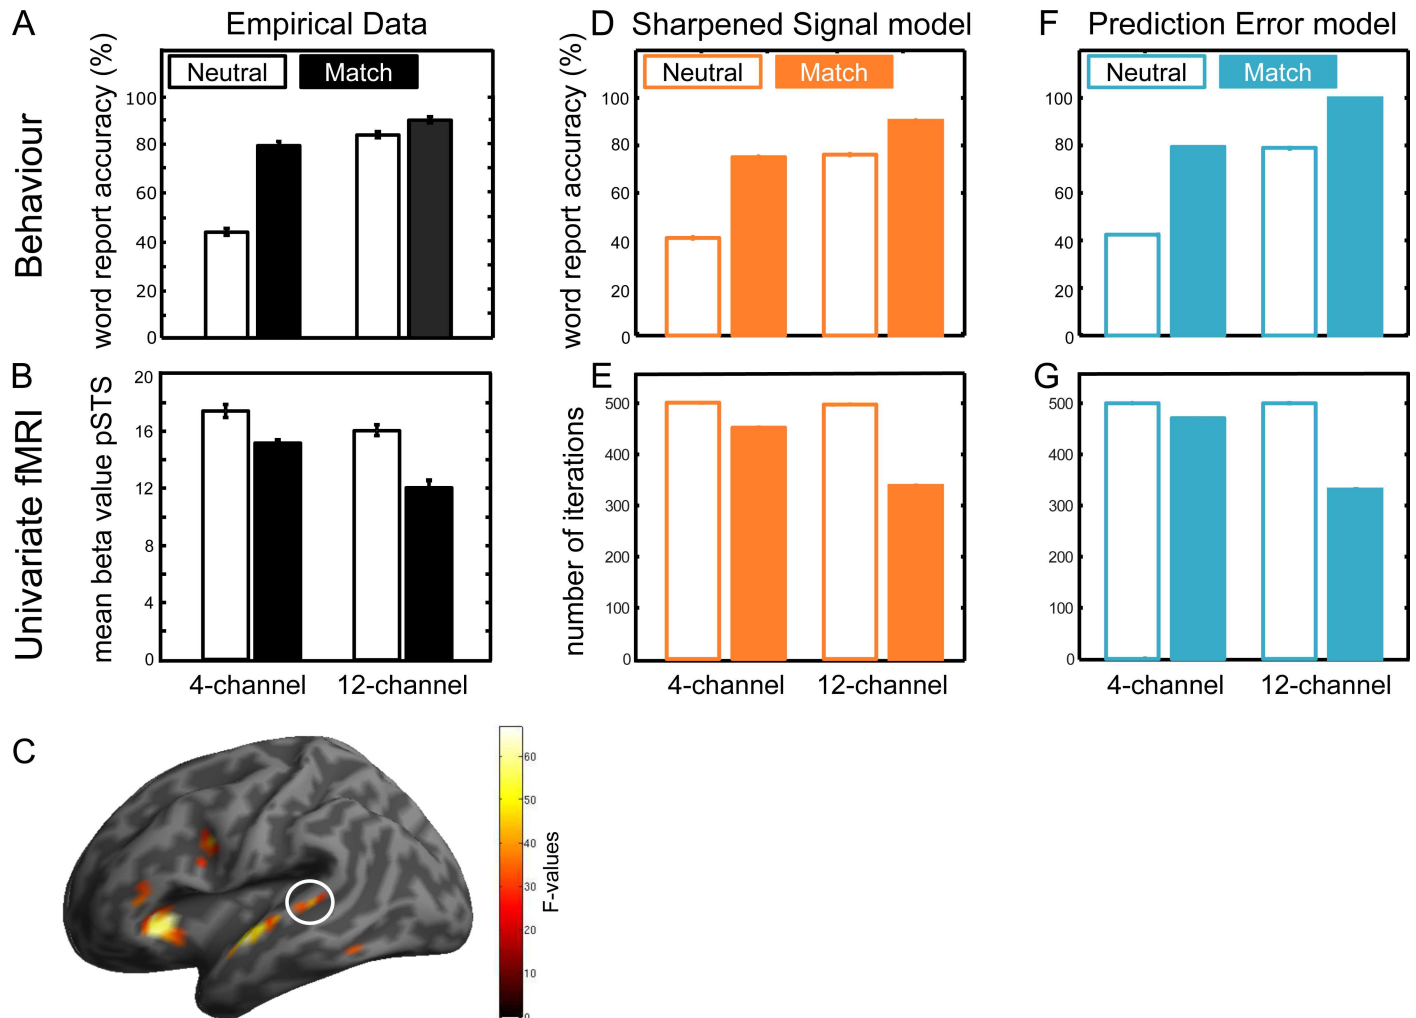 A Empirical Data D Sharpened Signal model F Prediction Error model
Behaviour
word report accuracy (%)
Neutral Match
100
80
60
40
20
0
word report accuracy (%)
Neutral Match
100
80
60
40
20
0
Neutral Match
100
80
60
40
20
0
B
Univariate fMRI
mean beta value pSTS
20
16
12
8
4
0
4-channel 12-channel
E
number of iterations
500
400
300
200
100
0
4-channel 12-channel
G
500
400
300
200
100
0
4-channel 12-channel
C
60
50
40
30
20
10
0
F-values